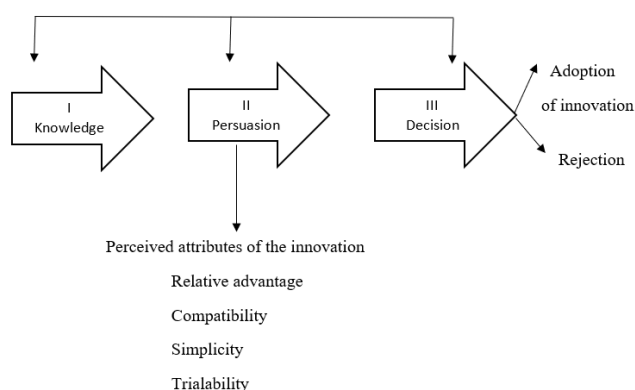 I
Knowledge
II
Persuasion
III
Decision
Adoption
of innovation
Rejection
Perceived attributes of the innovation
Relative advantage
Compatibility
Simplicity
Trialability